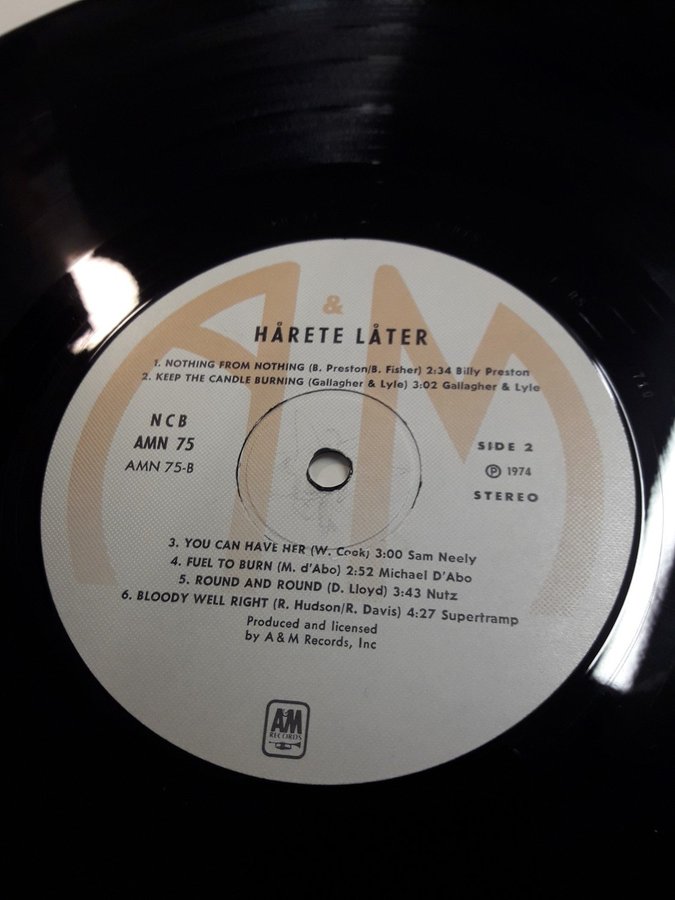 A & M
HÅRETE LÅTER
1. NOTHING FROM NOTHING (B. Preston/B. Fisher) 2:34 Billy Preston
2. KEEP THE CANDLE BURNING (Gallagher & Lyle) 3:02 Gallagher & Lyle
NCB
AMN 75
AMN 75-B
SIDE 2
℗ 1974
STEREO
3. YOU CAN HAVE HER (W. Cook) 3:00 Sam Neely
4. FUEL TO BURN (M. d'Abo) 2:52 Michael D'Abo
5. ROUND AND ROUND (D. Lloyd) 3:43 Nutz
6. BLOODY WELL RIGHT (R. Hudson/R. Davis) 4:27 Supertramp
Produced and licensed
by A & M Records, Inc
A&M
RECORDS